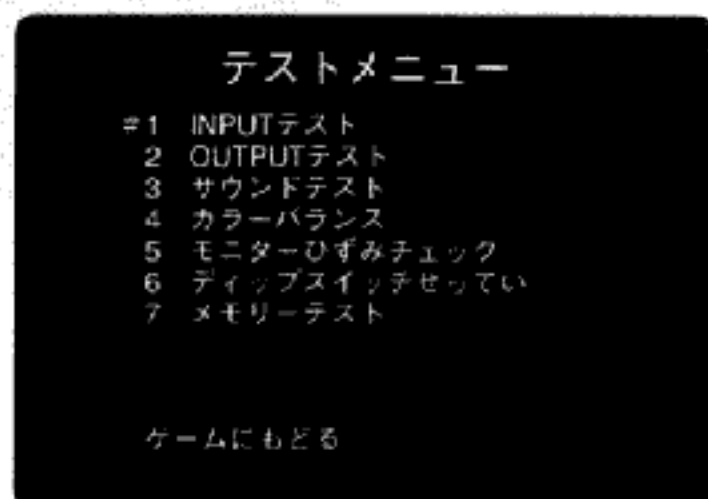 テストメニュー
#1 INPUTテスト
2 OUTPUTテスト
3 サウンドテスト
4 カラーバランス
5 モニターひずみチェック
6 ディップスイッチせってい
7 メモリーテスト
ゲームにもどる